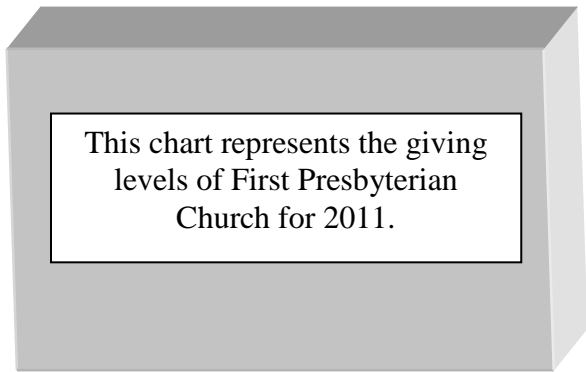 This chart represents the giving
levels of First Presbyterian
Church for 2011.